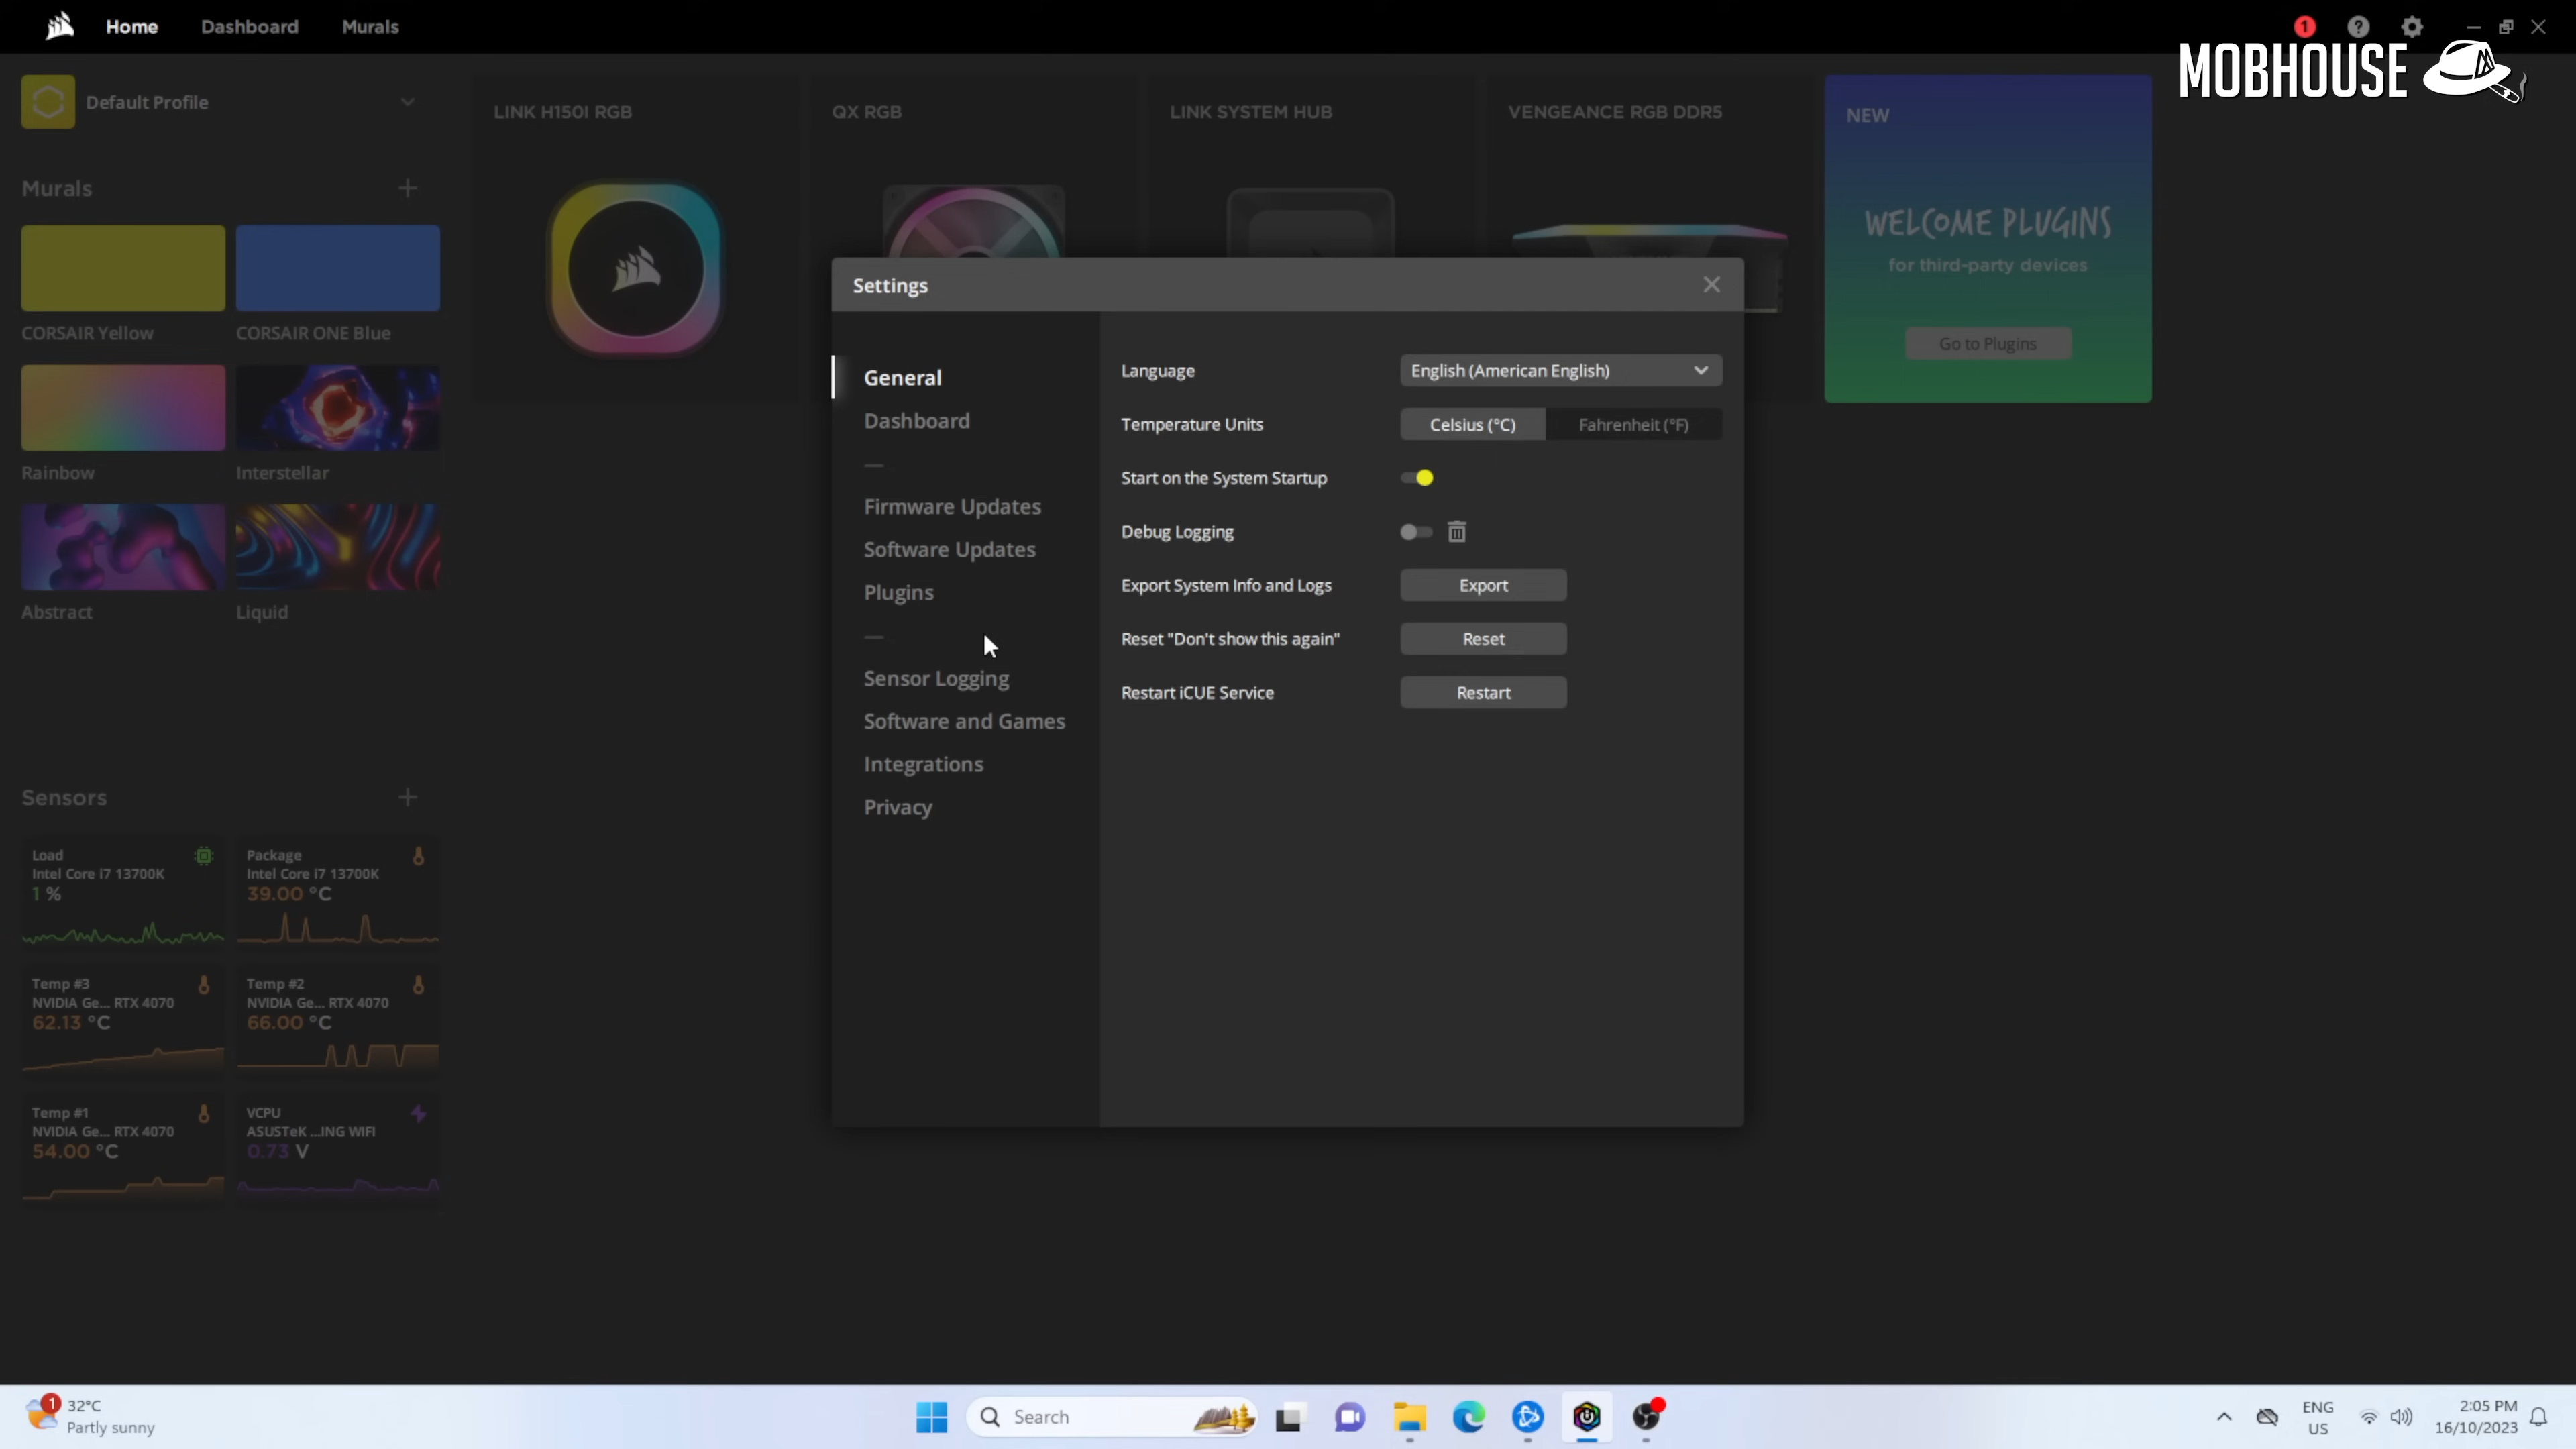 Home Dashboard Murals
1
MOBHOUSE
Default Profile
Murals
CORSAIR Yellow CORSAIR ONE Blue
Rainbow Interstellar
Abstract Liquid
LINK H150I RGB
QX RGB
LINK SYSTEM HUB
VENGEANCE RGB DDR5
NEW
WELCOME PLUGINS
for third-party devices
Go to Plugins
Settings
General
Dashboard
Firmware Updates
Software Updates
Plugins
Sensor Logging
Software and Games
Integrations
Privacy
Language English (American English)
Temperature Units Celsius (°C) Fahrenheit (°F)
Start on the System Startup
Debug Logging
Export System Info and Logs Export
Reset "Don't show this again" Reset
Restart iCUE Service Restart
Sensors
Load
Intel Core i7 13700K
1 %
Package
Intel Core i7 13700K
39.00 °C
Temp #3
NVIDIA Ge... RTX 4070
62.13 °C
Temp #2
NVIDIA Ge... RTX 4070
66.00 °C
Temp #1
NVIDIA Ge... RTX 4070
54.00 °C
VCPU
ASUSTeK ...ING WIFI
0.73 V
1
32°C
Partly sunny
Search
ENG
US
2:05 PM
16/10/2023